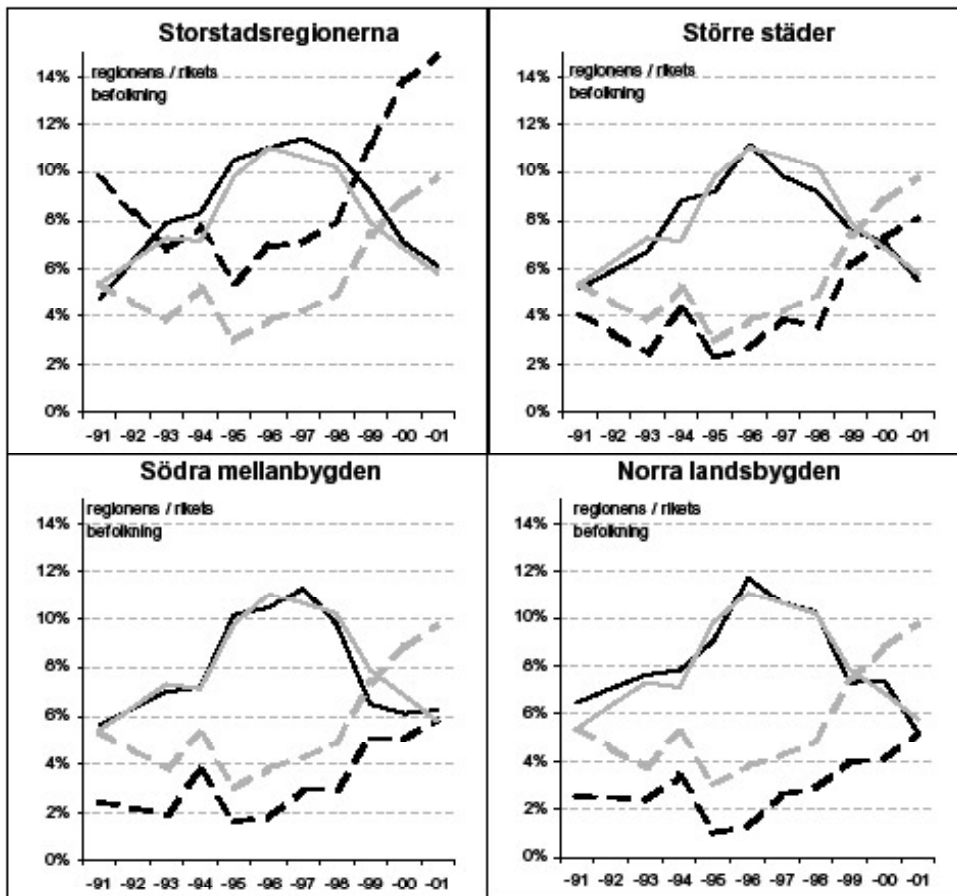 Storstadsregionerna
regionens / rikets
befolkning
14%
12%
10%
8%
6%
4%
2%
0%
-91 -92 -93 -94 -95 -96 -97 -98 -99 -00 -01
Större städer
regionens / rikets
befolkning
14%
12%
10%
8%
6%
4%
2%
0%
-91 -92 -93 -94 -95 -96 -97 -98 -99 -00 -01
Södra mellanbygden
regionens / rikets
befolkning
14%
12%
10%
8%
6%
4%
2%
0%
-91 -92 -93 -94 -95 -96 -97 -98 -99 -00 -01
Norra landsbygden
regionens / rikets
befolkning
14%
12%
10%
8%
6%
4%
2%
0%
-91 -92 -93 -94 -95 -96 -97 -98 -99 -00 -01